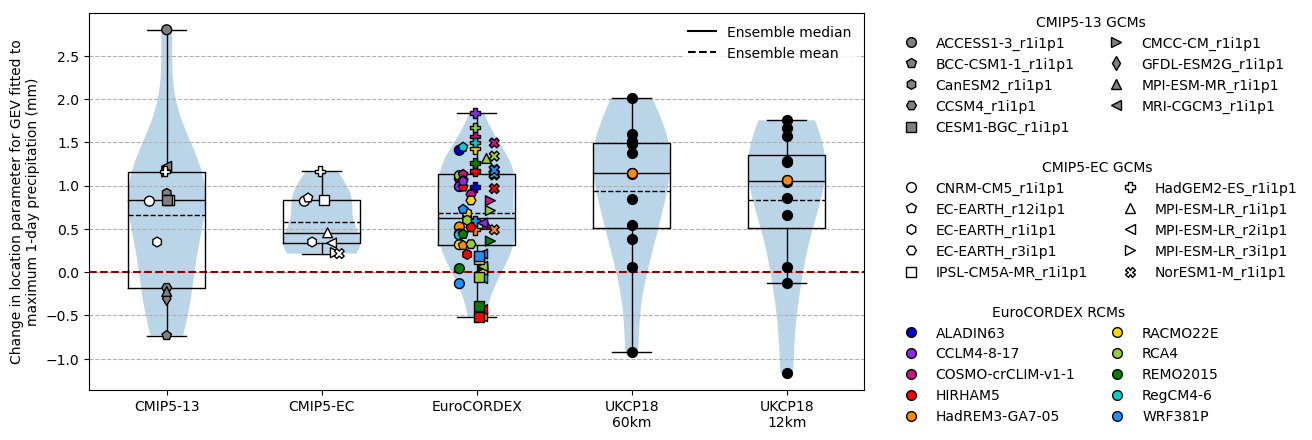 Change in location parameter for GEV fitted to
maximum 1-day precipitation (mm)
2.5
2.0
1.5
1.0
0.5
0.0
−0.5
−1.0
CMIP5-13
CMIP5-EC
EuroCORDEX
UKCP18
60km
UKCP18
12km
Ensemble median
Ensemble mean
CMIP5-13 GCMs
ACCESS1-3_r1i1p1
BCC-CSM1-1_r1i1p1
CanESM2_r1i1p1
CCSM4_r1i1p1
CESM1-BGC_r1i1p1
CMCC-CM_r1i1p1
GFDL-ESM2G_r1i1p1
MPI-ESM-MR_r1i1p1
MRI-CGCM3_r1i1p1
CMIP5-EC GCMs
CNRM-CM5_r1i1p1
EC-EARTH_r12i1p1
EC-EARTH_r1i1p1
EC-EARTH_r3i1p1
IPSL-CM5A-MR_r1i1p1
HadGEM2-ES_r1i1p1
MPI-ESM-LR_r1i1p1
MPI-ESM-LR_r2i1p1
MPI-ESM-LR_r3i1p1
NorESM1-M_r1i1p1
EuroCORDEX RCMs
ALADIN63
CCLM4-8-17
COSMO-crCLIM-v1-1
HIRHAM5
HadREM3-GA7-05
RACMO22E
RCA4
REMO2015
RegCM4-6
WRF381P